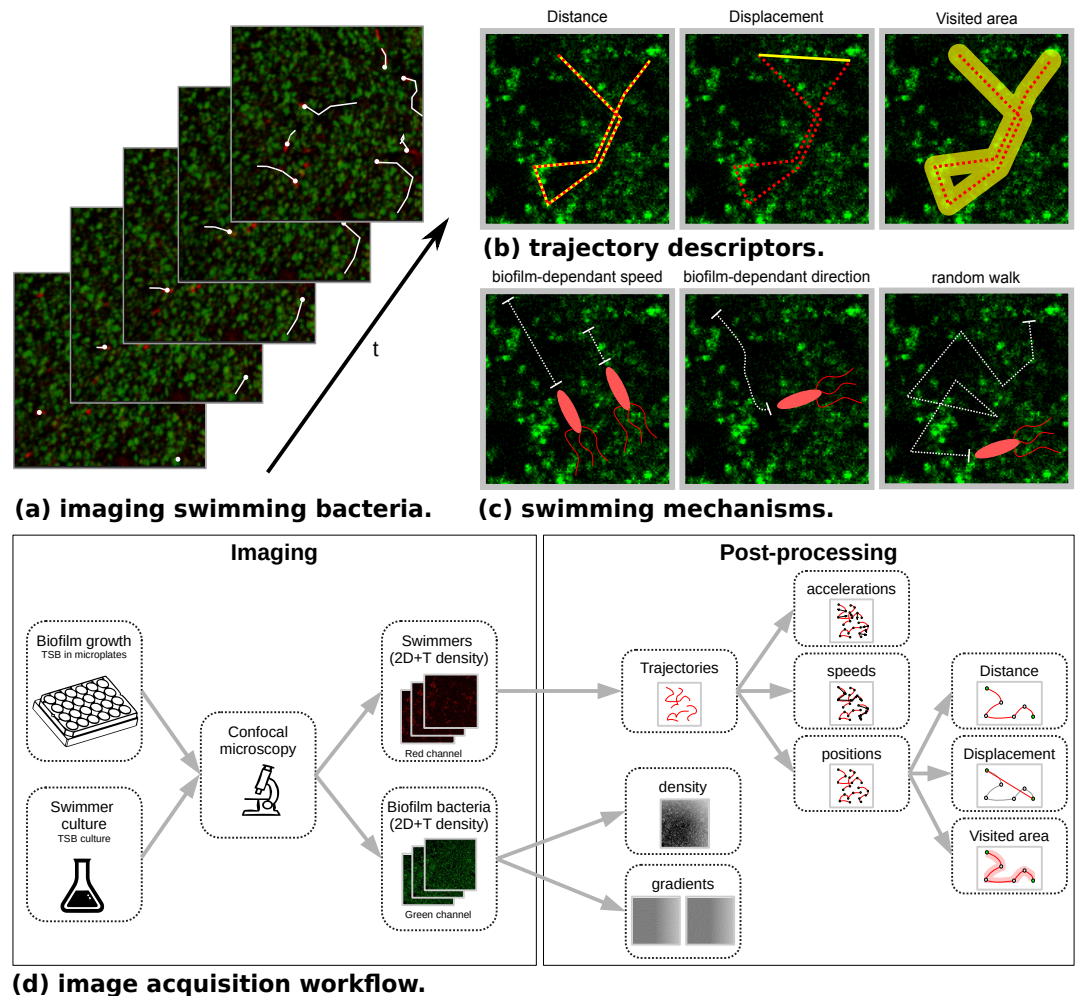 Distance
Displacement
Visited area
t
(a) imaging swimming bacteria.
(b) trajectory descriptors.
biofilm-dependant speed
biofilm-dependant direction
random walk
(c) swimming mechanisms.
Imaging
Biofilm growth
TSB in microplates
Swimmer
culture
TSB culture
Confocal
microscopy
Swimmers
(2D+T density)
Red channel
Biofilm bacteria
(2D+T density)
Green channel
Post-processing
Trajectories
density
gradients
accelerations
speeds
positions
Distance
Displacement
Visited area
(d) image acquisition workflow.